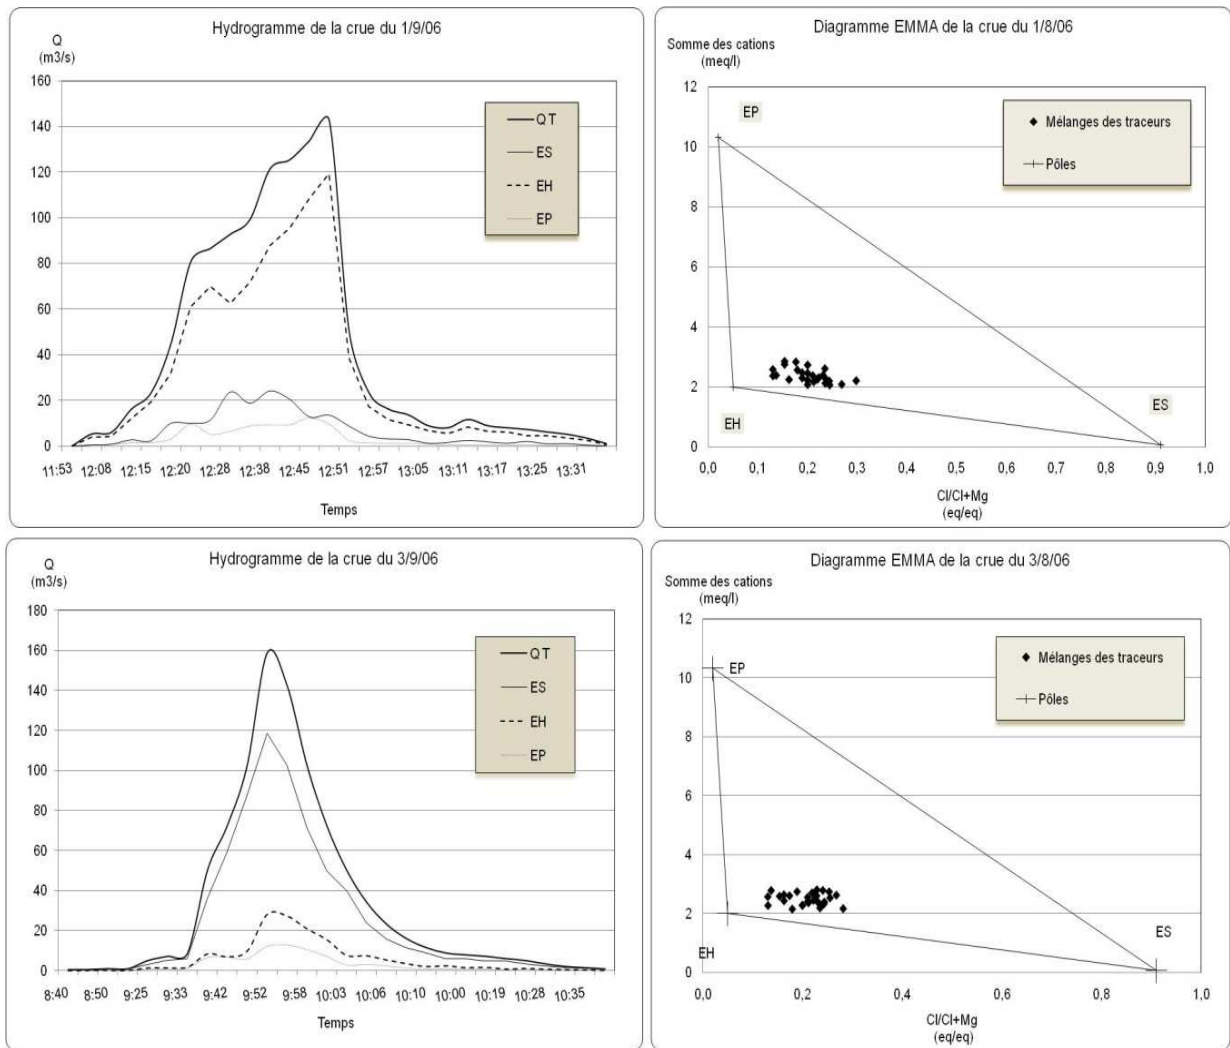 Hydrogramme de la crue du 1/9/06
Q
(m3/s)
160
140
120
100
80
60
40
20
0
QT
ES
EH
EP
11:53 12:08 12:15 12:20 12:28 12:38 12:45 12:51 12:57 13:05 13:14 13:17 13:25 13:31
Temps
Diagramme EMMA de la crue du 1/8/06
Somme des cations
(meq/l)
12
10
8
6
4
2
0
EP
EH
ES
Mélanges des traceurs
Pôles
0,0 0,1 0,2 0,3 0,4 0,5 0,6 0,7 0,8 0,9 1,0
Cl/Cl+Mg
(eq/eq)
Hydrogramme de la crue du 3/9/06
Q
(m3/s)
180
160
140
120
100
80
60
40
20
0
QT
ES
EH
EP
8:40 8:50 9:25 9:33 9:42 9:52 9:58 10:03 10:06 10:10 10:00 10:19 10:28 10:35
Temps
Diagramme EMMA de la crue du 3/8/06
Somme des cations
(meq/l)
12
10
8
6
4
2
0
EP
EH
ES
Mélanges des traceurs
Pôles
0,0 0,2 0,4 0,6 0,8 1,0
Cl/Cl+Mg
(eq/eq)